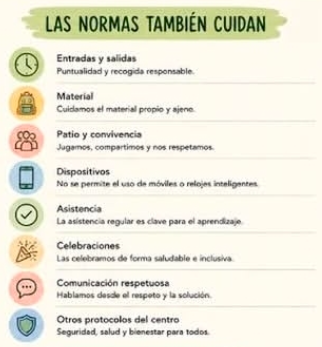 LAS NORMAS TAMBIÉN CUIDAN
Entradas y salidas
Puntualidad y recogida responsable.
Material
Cuidamos el material propio y ajeno.
Patio y convivencia
Jugamos, compartimos y nos respetamos.
Dispositivos
No se permite el uso de móviles o relojes inteligentes.
Asistencia
La asistencia regular es clave para el aprendizaje.
Celebraciones
Las celebramos de forma saludable e inclusiva.
Comunicación respetuosa
Hablamos desde el respeto y la solución.
Otros protocolos del centro
Seguridad, salud y bienestar para todos.